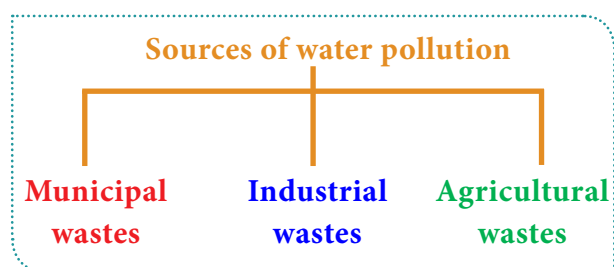 Sources of water pollution
Municipal wastes
Industrial wastes
Agricultural wastes